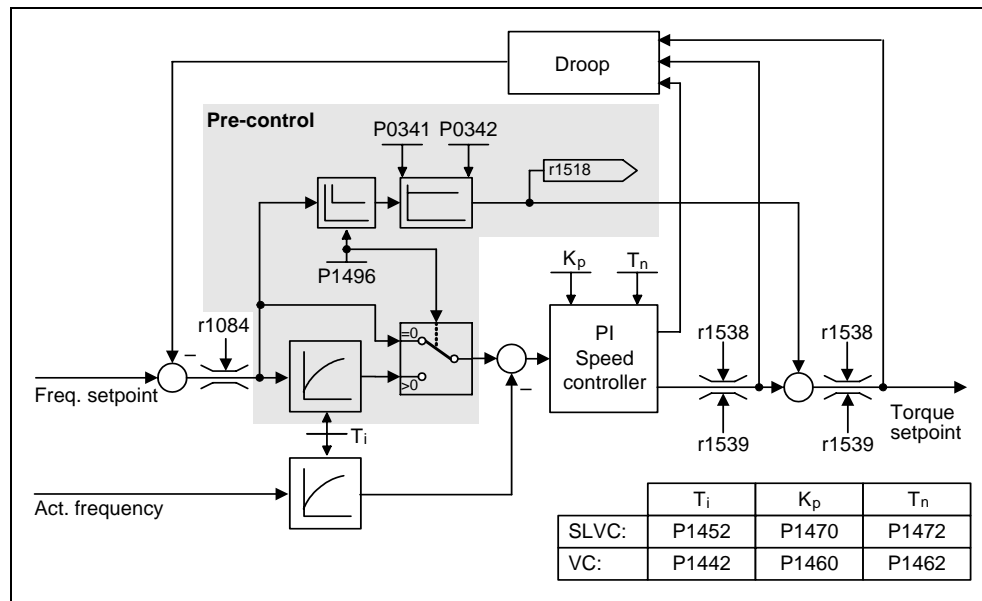 Droop
Pre-control
P0341 P0342
r1518
P1496
Kp Tn
r1084
=0
>0
PI
Speed
controller
r1538 r1538
–
–
Freq. setpoint
Ti
r1539 r1539
Torque
setpoint
Act. frequency
Ti Kp Tn
SLVC: P1452 P1470 P1472
VC: P1442 P1460 P1462